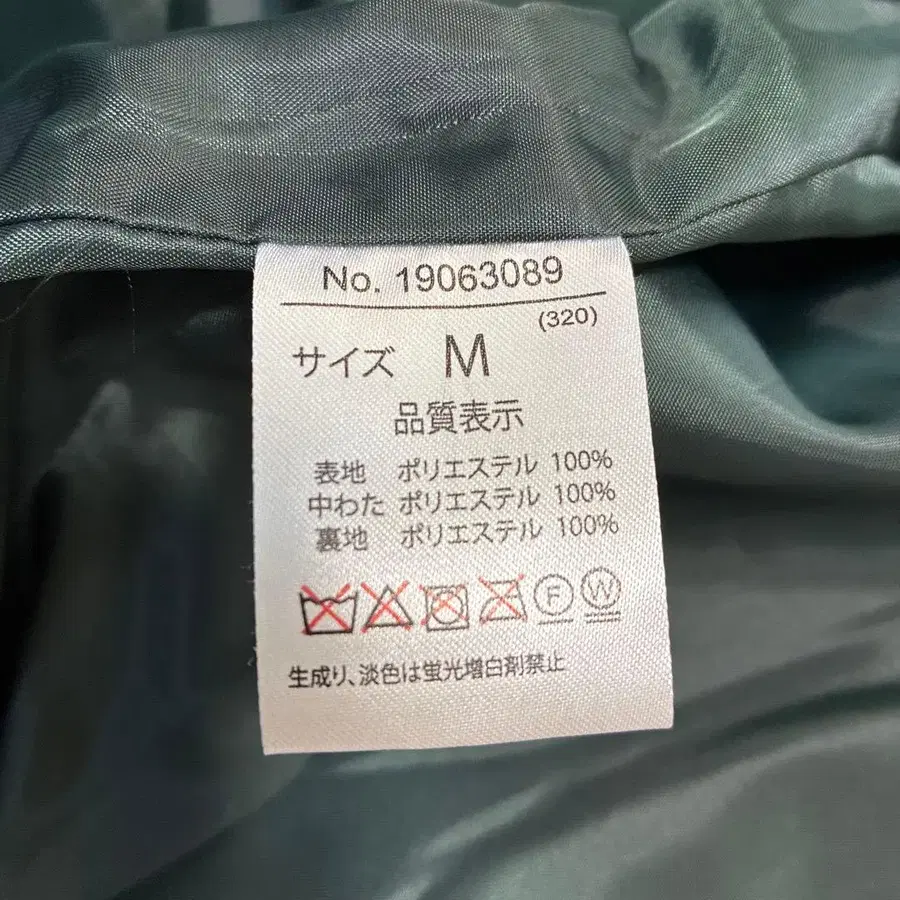 No. 19063089
(320)
サイズ M
品質表示
表地 ポリエステル 100%
中わた ポリエステル 100%
裏地 ポリエステル 100%
F W
生成り、淡色は蛍光増白剤禁止